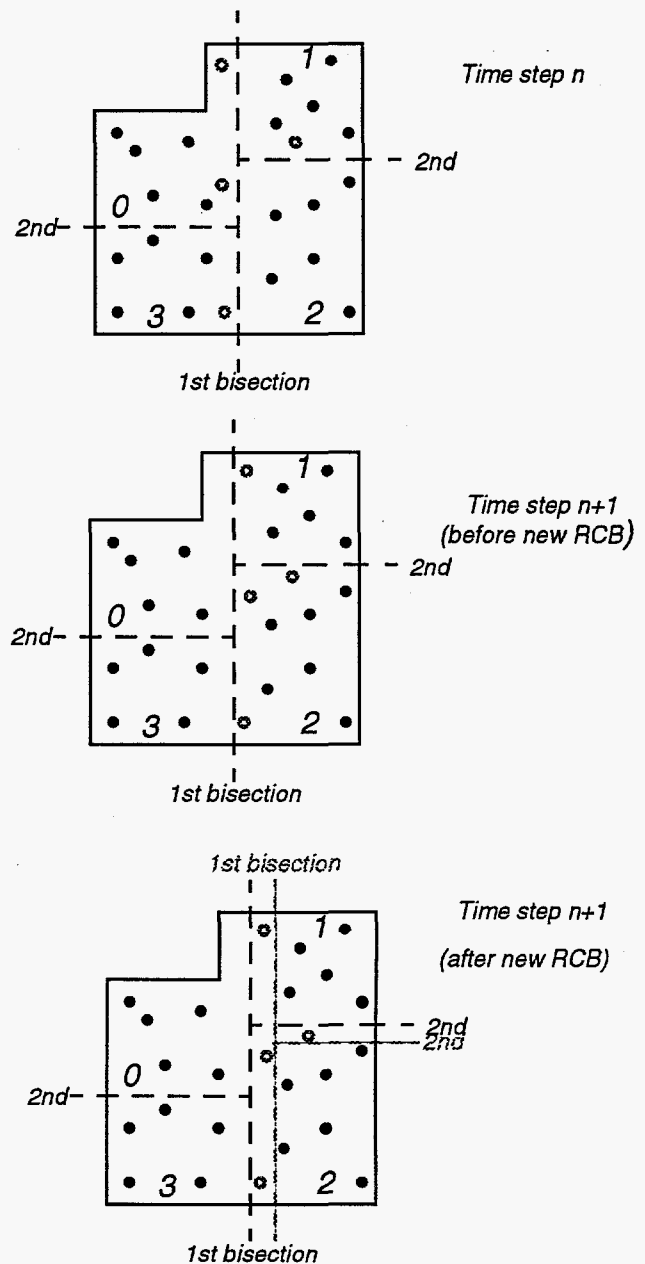 1
Time step n
2nd
0
2nd
3
2
1st bisection
1
Time step n+1
(before new RCB)
2nd
0
2nd
3
2
1st bisection
1st bisection
1
Time step n+1
(after new RCB)
2nd
2nd
0
2nd
3
2
1st bisection